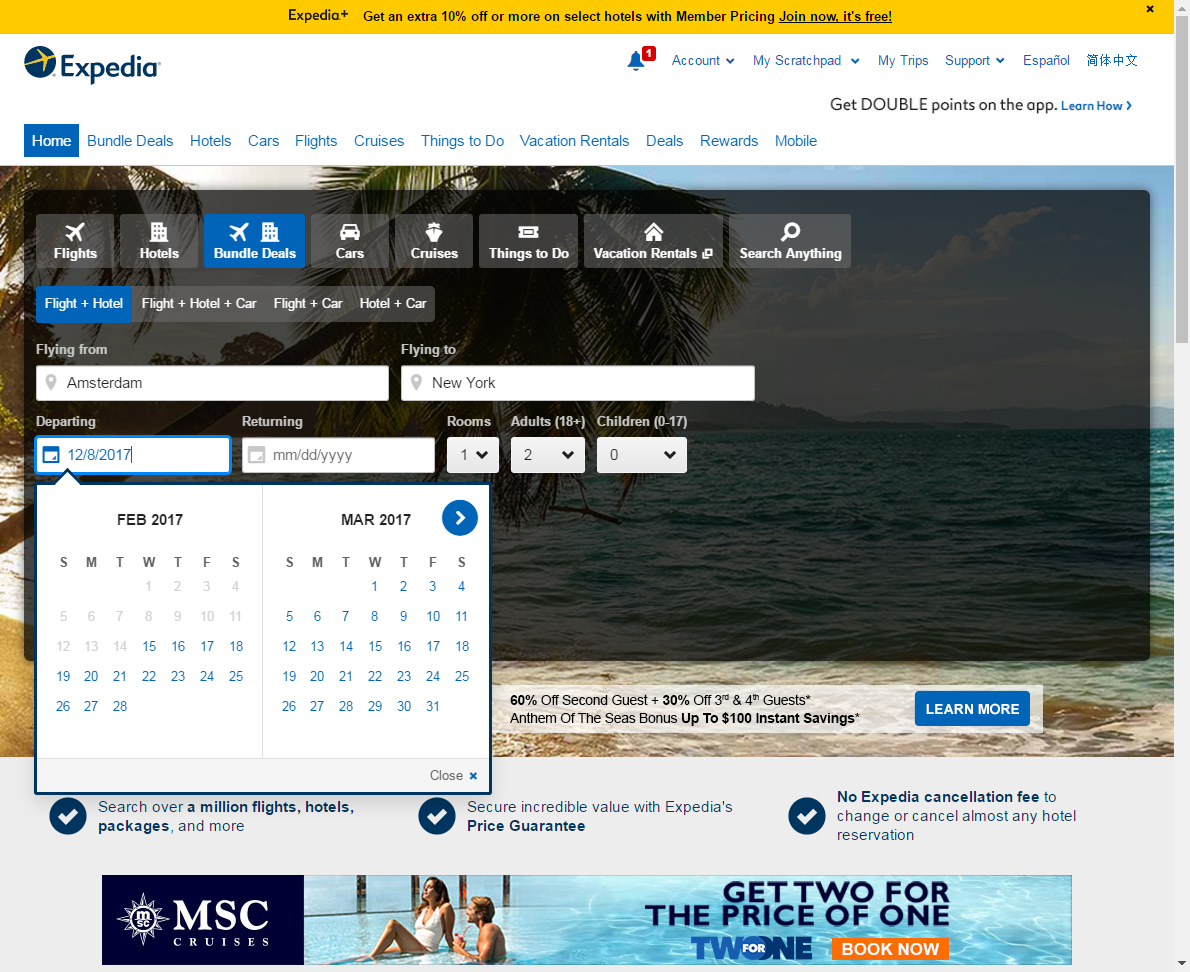 Expedia+ Get an extra 10% off or more on select hotels with Member Pricing Join now, it's free!
Expedia
1 Account My Scratchpad My Trips Support Español 简体中文
Get DOUBLE points on the app. Learn How
Home Bundle Deals Hotels Cars Flights Cruises Things to Do Vacation Rentals Deals Rewards Mobile
Flights Hotels Bundle Deals Cars Cruises Things to Do Vacation Rentals Search Anything
Flight + Hotel Flight + Hotel + Car Flight + Car Hotel + Car
Flying from Flying to
Amsterdam New York
Departing Returning Rooms Adults (18+) Children (0-17)
12/8/2017 mm/dd/yyyy 1 2 0
FEB 2017 MAR 2017
S M T W T F S S M T W T F S
1 2 3 4 1 2 3 4
5 6 7 8 9 10 11 5 6 7 8 9 10 11
12 13 14 15 16 17 18 12 13 14 15 16 17 18
19 20 21 22 23 24 25 19 20 21 22 23 24 25
26 27 28 26 27 28 29 30 31
Close
60% Off Second Guest + 30% Off 3rd & 4th Guests*
Anthem Of The Seas Bonus Up To $100 Instant Savings*
LEARN MORE
Search over a million flights, hotels,
packages, and more
Secure incredible value with Expedia's
Price Guarantee
No Expedia cancellation fee to
change or cancel almost any hotel
reservation
MSC
MSC
CRUISES
GET TWO FOR
THE PRICE OF ONE
TWO FOR ONE
BOOK NOW